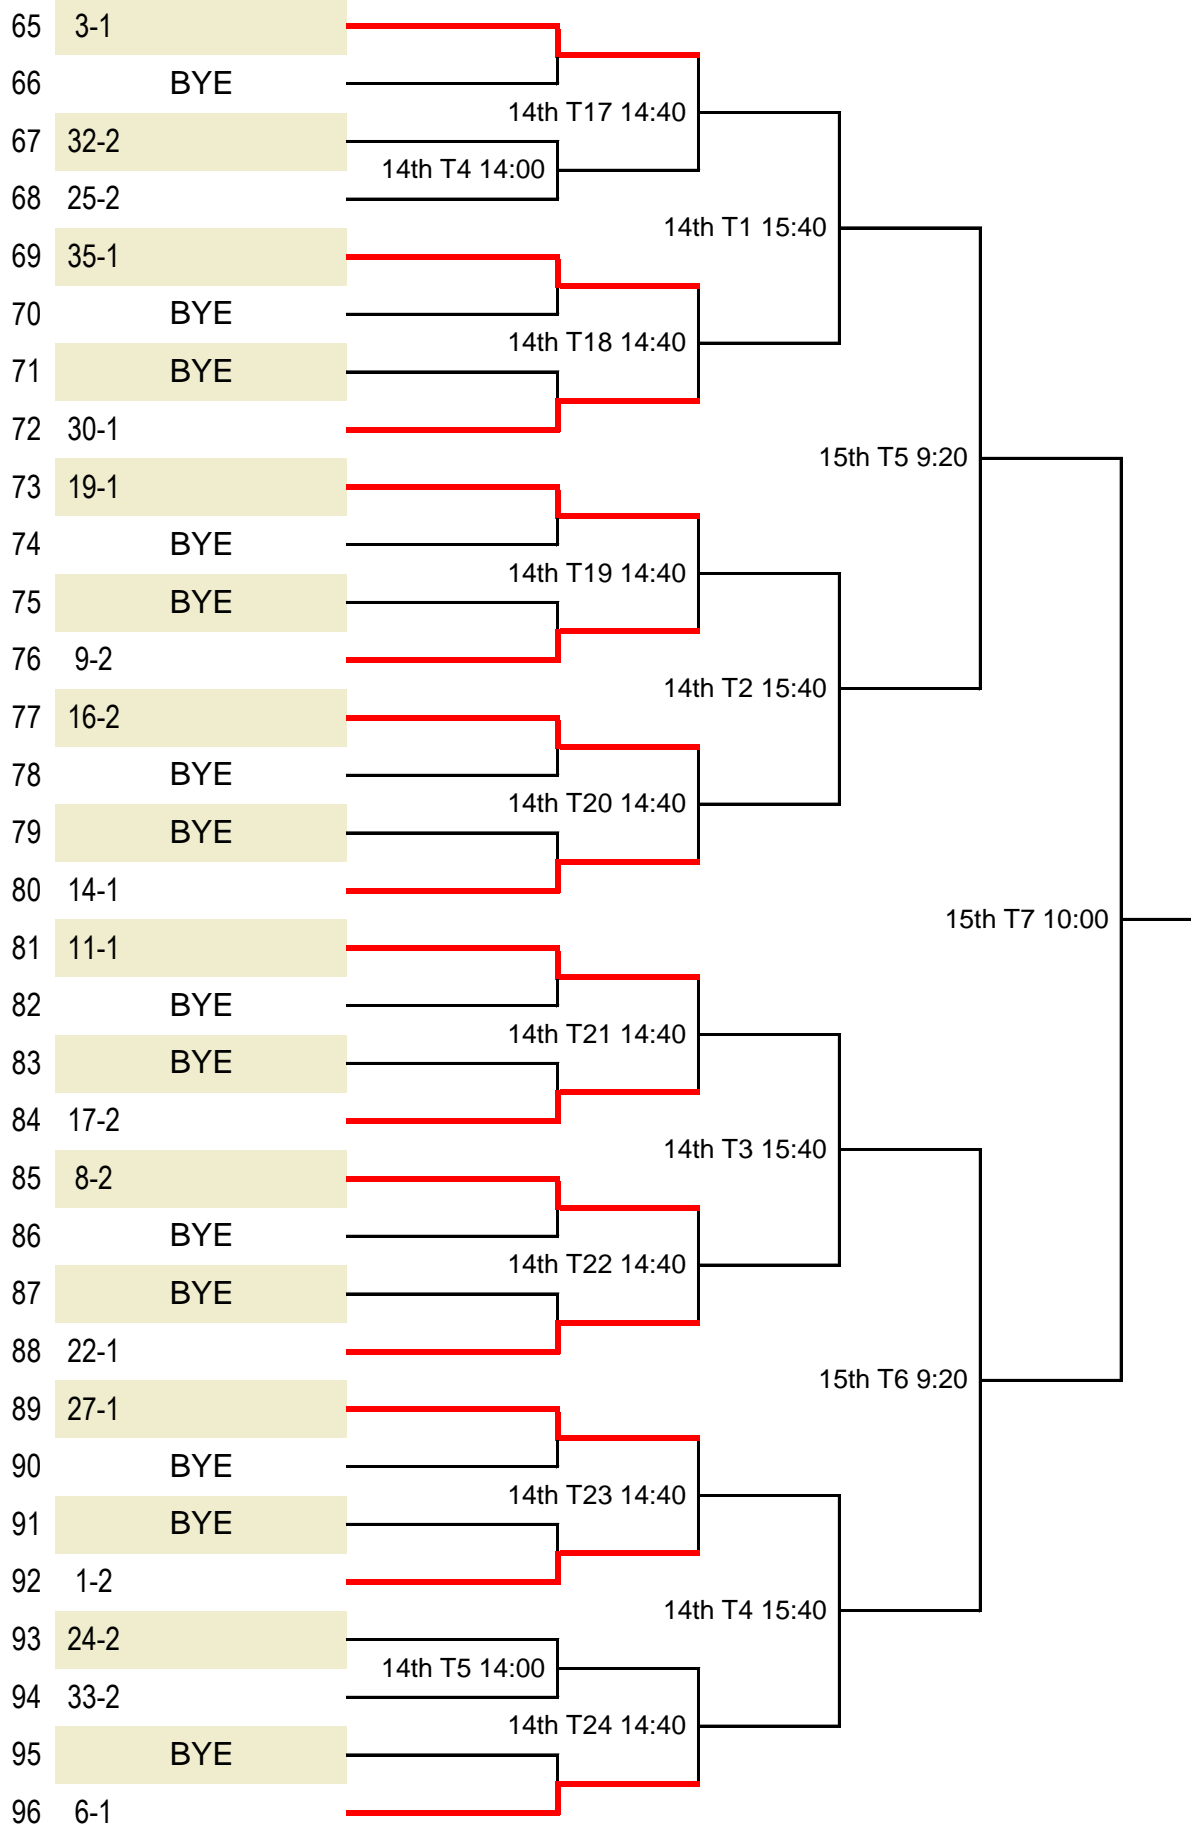 65 3-1
66 BYE
14th T17 14:40
67 32-2
14th T4 14:00
68 25-2
14th T1 15:40
69 35-1
70 BYE
14th T18 14:40
71 BYE
72 30-1
15th T5 9:20
73 19-1
74 BYE
14th T19 14:40
75 BYE
76 9-2
14th T2 15:40
77 16-2
78 BYE
14th T20 14:40
79 BYE
80 14-1
15th T7 10:00
81 11-1
82 BYE
14th T21 14:40
83 BYE
84 17-2
14th T3 15:40
85 8-2
86 BYE
14th T22 14:40
87 BYE
88 22-1
15th T6 9:20
89 27-1
90 BYE
14th T23 14:40
91 BYE
92 1-2
14th T4 15:40
93 24-2
14th T5 14:00
94 33-2
14th T24 14:40
95 BYE
96 6-1